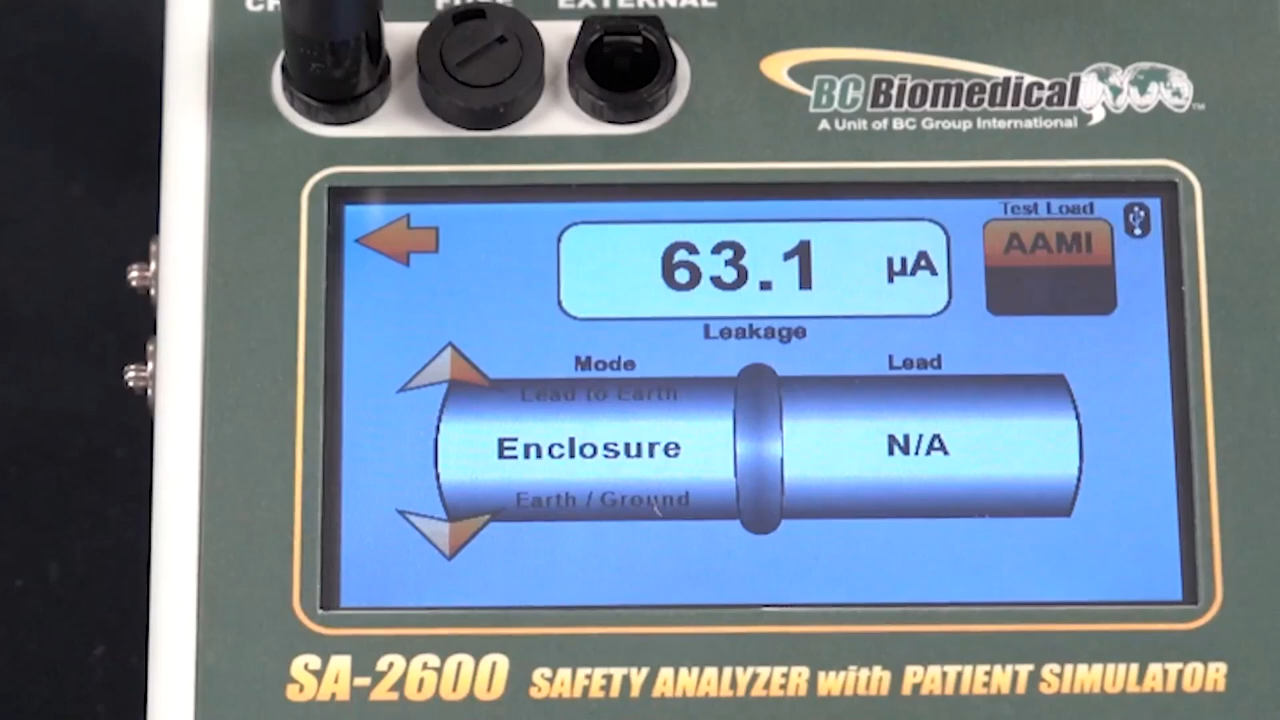 EXTERNAL
BC Biomedical
™
A Unit of BC Group International
Test Load
AAMI
63.1 µA
Leakage
Mode
Lead
Lead to Earth
Enclosure
N/A
Earth / Ground
SA-2600 SAFETY ANALYZER with PATIENT SIMULATOR